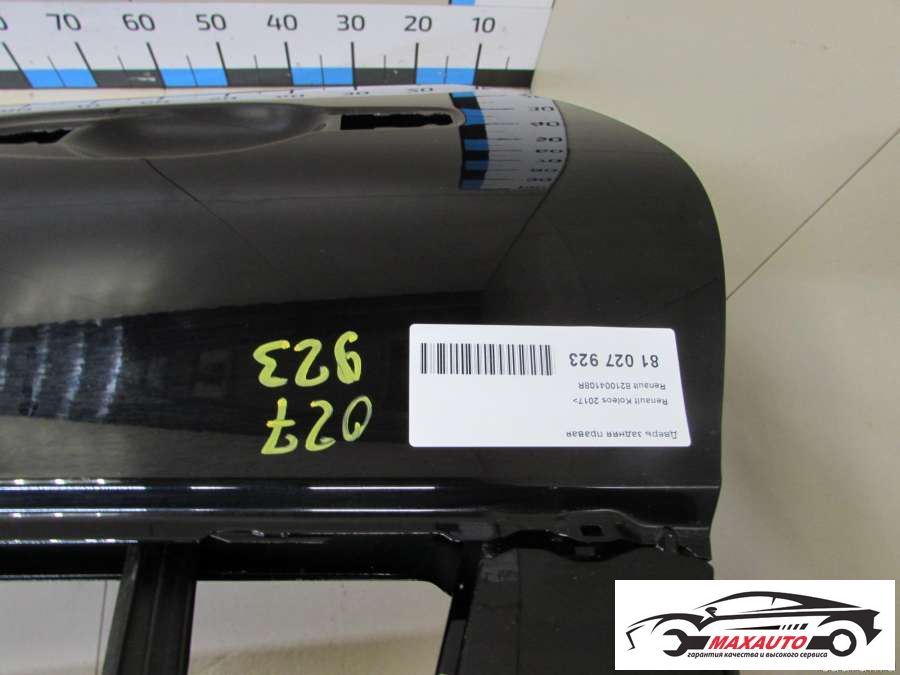 70 60 50 40 30 20 10
027
923
Дверь задняя правая
Renault Koleos 2017>
Renault 821004108R
81 027 923
MAXAUTO
гарантия качества и высокого сервиса